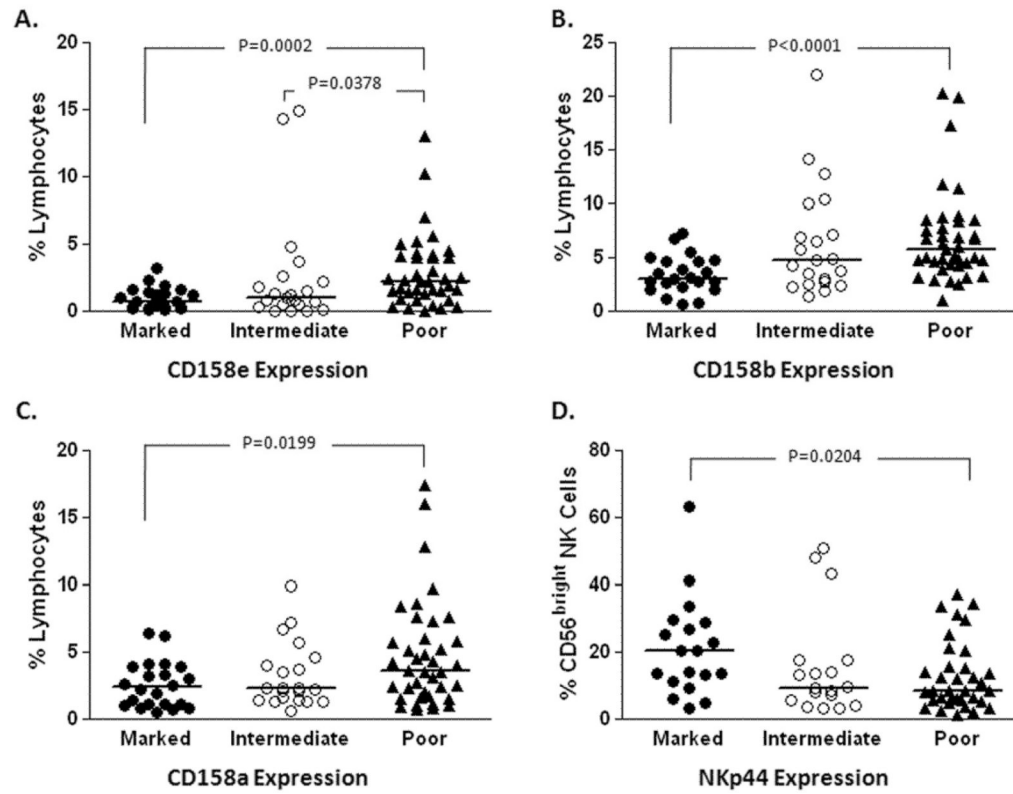 A.
20
15
10
5
0
% Lymphocytes
P=0.0002
P=0.0378
Marked Intermediate Poor
CD158e Expression
B.
25
20
15
10
5
0
% Lymphocytes
P<0.0001
Marked Intermediate Poor
CD158b Expression
C.
20
15
10
5
0
% Lymphocytes
P=0.0199
Marked Intermediate Poor
CD158a Expression
D.
80
60
40
20
0
% CD56bright NK Cells
P=0.0204
Marked Intermediate Poor
NKp44 Expression